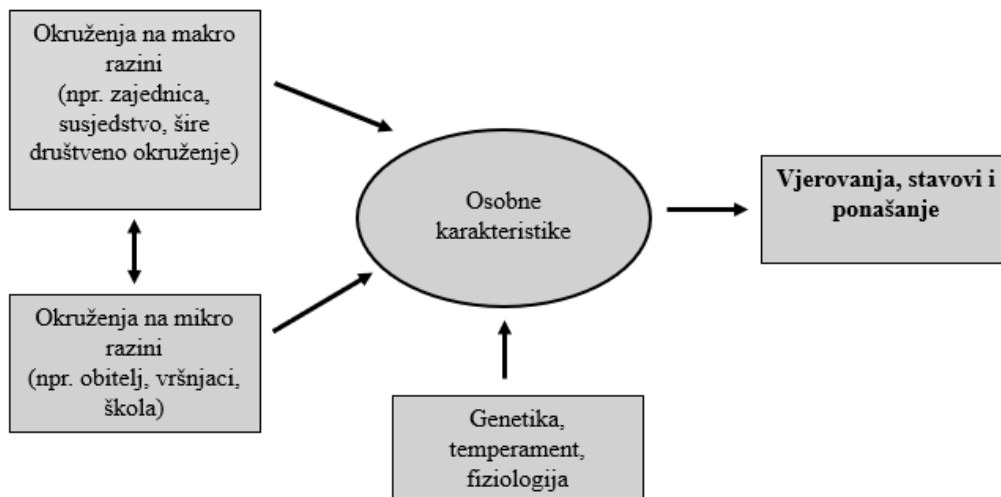 Okruženja na makro
razini
(npr. zajednica,
susjedstvo, šire
društveno okruženje)
Osobne
karakteristike
Vjerovanja, stavovi i
ponašanje
Okruženja na mikro
razini
(npr. obitelj, vršnjaci,
škola)
Genetika,
temperament,
fiziologija